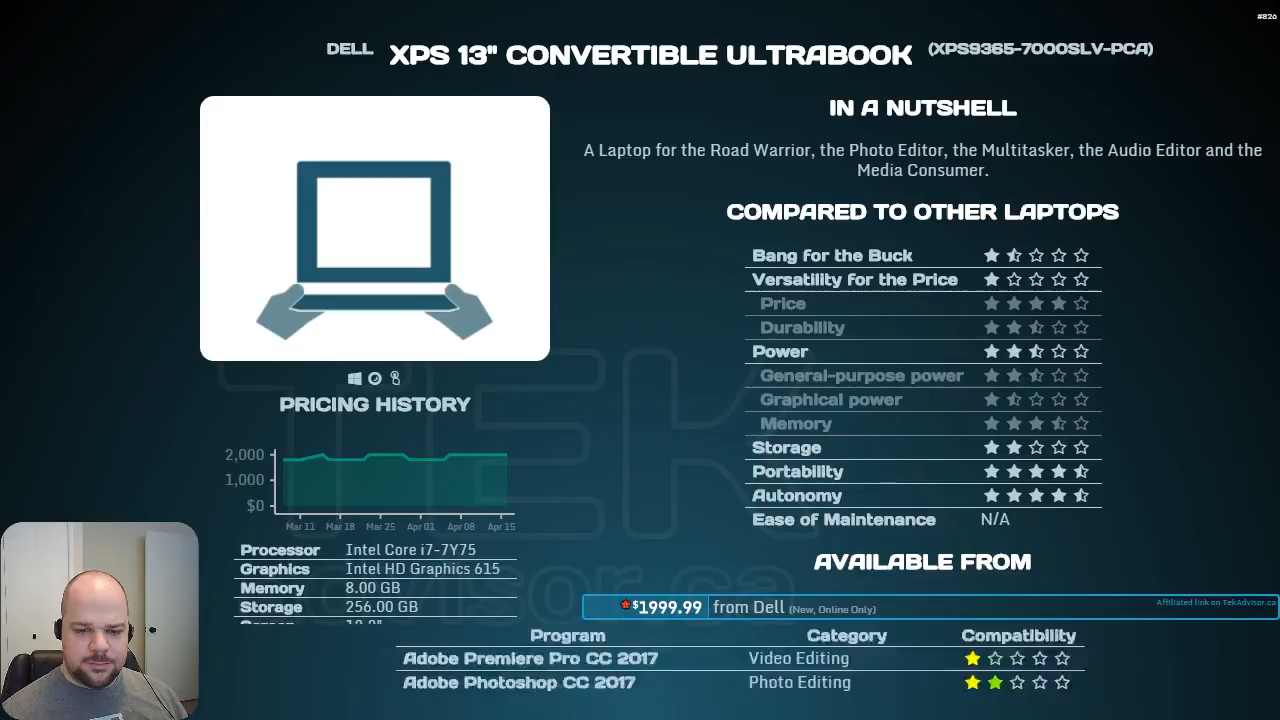 #826
DELL XPS 13" CONVERTIBLE ULTRABOOK (XPS9365-7000SLV-PCA)
IN A NUTSHELL
A Laptop for the Road Warrior, the Photo Editor, the Multitasker, the Audio Editor and the
Media Consumer.
COMPARED TO OTHER LAPTOPS
Bang for the Buck
Versatility for the Price
Price
Durability
Power
General-purpose power
Graphical power
Memory
Storage
Portability
Autonomy
Ease of Maintenance N/A
PRICING HISTORY
2,000
1,000
$0
Mar 11 Mar 18 Mar 25 Apr 01 Apr 08 Apr 15
Processor Intel Core i7-7Y75
Graphics Intel HD Graphics 615
Memory 8.00 GB
Storage 256.00 GB
AVAILABLE FROM
$1999.99 from Dell (New, Online Only) Affiliated link on TekAdvisor.ca
Program Category Compatibility
Adobe Premiere Pro CC 2017 Video Editing
Adobe Photoshop CC 2017 Photo Editing